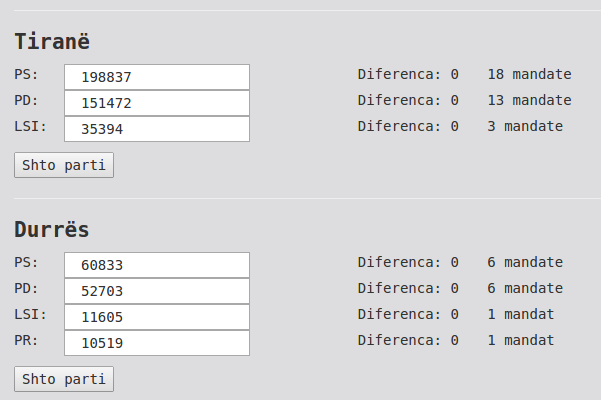 Tiranë
PS: 198837 Diferenca: 0 18 mandate
PD: 151472 Diferenca: 0 13 mandate
LSI: 35394 Diferenca: 0 3 mandate
Shto parti
Durrës
PS: 60833 Diferenca: 0 6 mandate
PD: 52703 Diferenca: 0 6 mandate
LSI: 11605 Diferenca: 0 1 mandat
PR: 10519 Diferenca: 0 1 mandat
Shto parti